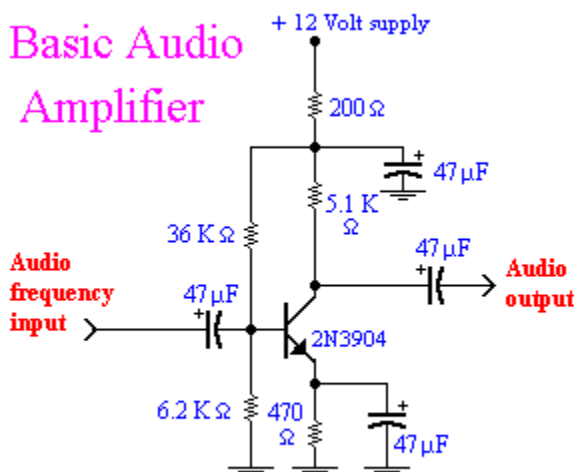 Basic Audio
Amplifier
+ 12 Volt supply
200 Ω
+
47 μF
5.1 K
Ω
36 K Ω
47 μF
+
Audio
output
Audio
frequency
input
47 μF
+
2N3904
6.2 K Ω
470
Ω
+
47 μF